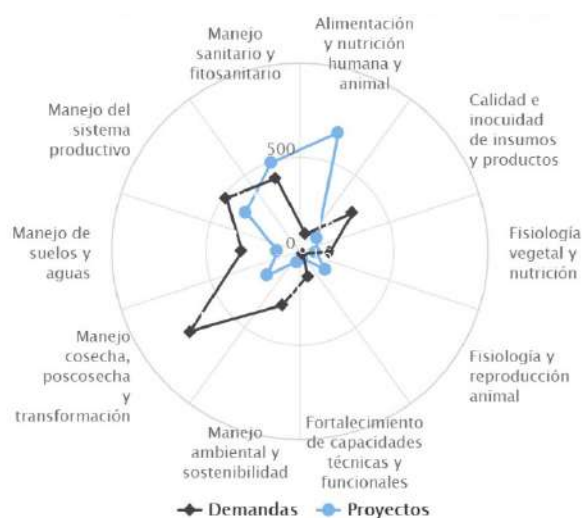 Manejo
sanitario y
fitosanitario
Alimentación
y nutrición
humana y
animal
Calidad e
inocuidad
de insumos
y productos
Fisiología
vegetal y
nutrición
Fisiología y
reproducción
animal
Fortalecimiento
de capacidades
técnicas y
funcionales
Manejo
ambiental y
sostenibilidad
Manejo
cosecha,
poscosecha
y
transformación
Manejo de
suelos y
aguas
Manejo del
sistema
productivo
500
0
Demandas
Proyectos